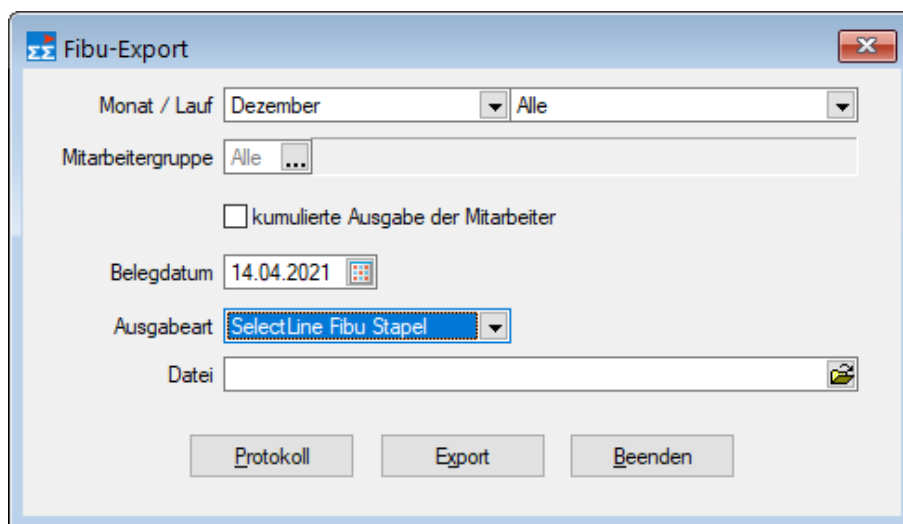 ΣΣ Fibu-Export
Monat / Lauf Dezember Alle
Mitarbeitergruppe Alle ...
kumulierte Ausgabe der Mitarbeiter
Belegdatum 14.04.2021
Ausgabeart SelectLine Fibu Stapel
Datei
Protokoll Export Beenden